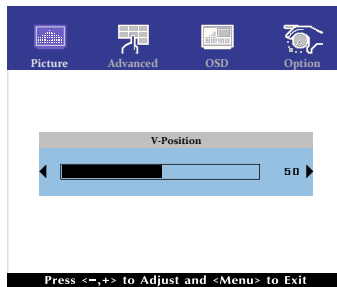 Picture Advanced OSD Option
V-Position
50
Press <−,+> to Adjust and <Menu> to Exit